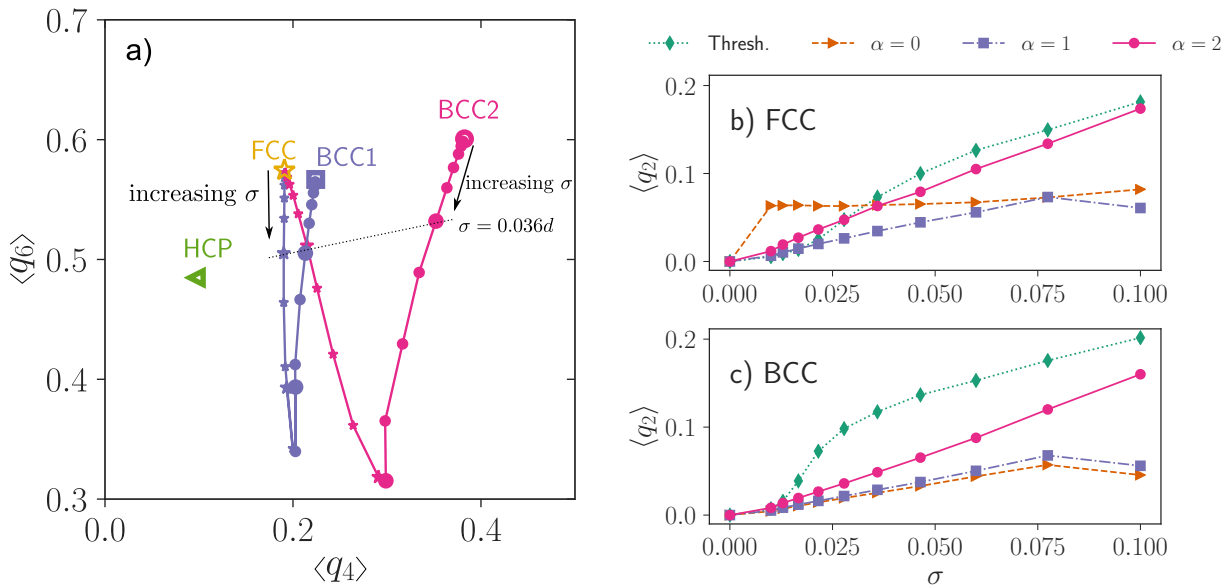 a)
0.7
0.6
0.5
0.4
0.3
0.0
0.2
0.4
⟨q6⟩
⟨q4⟩
FCC
BCC1
BCC2
HCP
increasing σ
increasing σ
σ = 0.036d
Thresh.
α = 0
α = 1
α = 2
b) FCC
0.2
0.1
0.0
⟨q2⟩
0.000
0.025
0.050
0.075
0.100
c) BCC
0.2
0.1
0.0
⟨q2⟩
0.000
0.025
0.050
0.075
0.100
σ